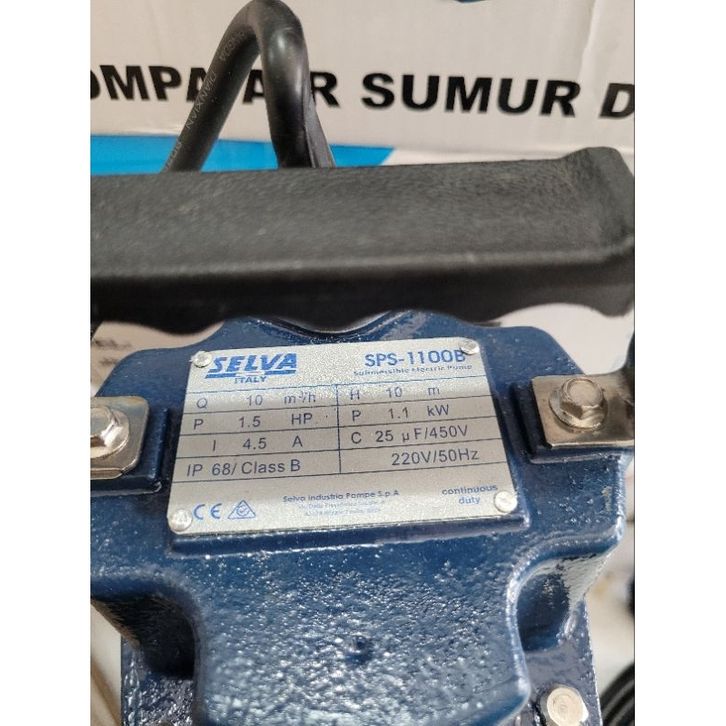 OMPA AIR SUMUR D
SELVA
ITALY
SPS-1100B
Submersible Electric Pump
Q 10 m³/h H 10 m
P 1.5 HP P 1.1 kW
I 4.5 A C 25 µF/450V
IP 68/ Class B 220V/50Hz
CE
Selva Industria Pompe S.p.A
continuous
duty